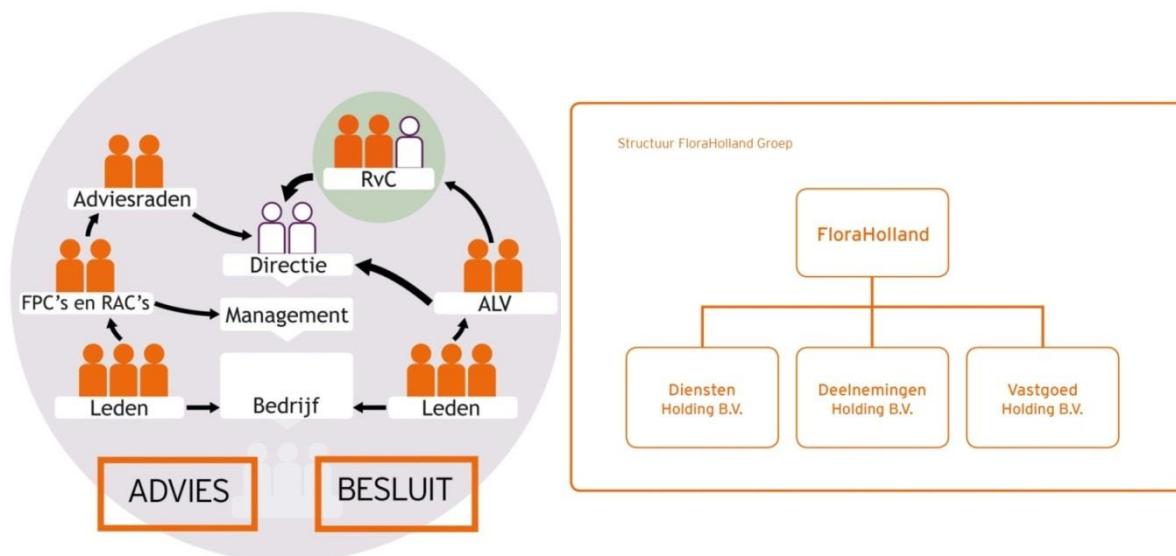 RvC
Adviesraden
Directie
FPC's en RAC's
ALV
Management
Leden
Bedrijf
Leden
ADVIES
BESLUIT
Structuur FloraHolland Groep
FloraHolland
Diensten
Holding B.V.
Deelnemingen
Holding B.V.
Vastgoed
Holding B.V.